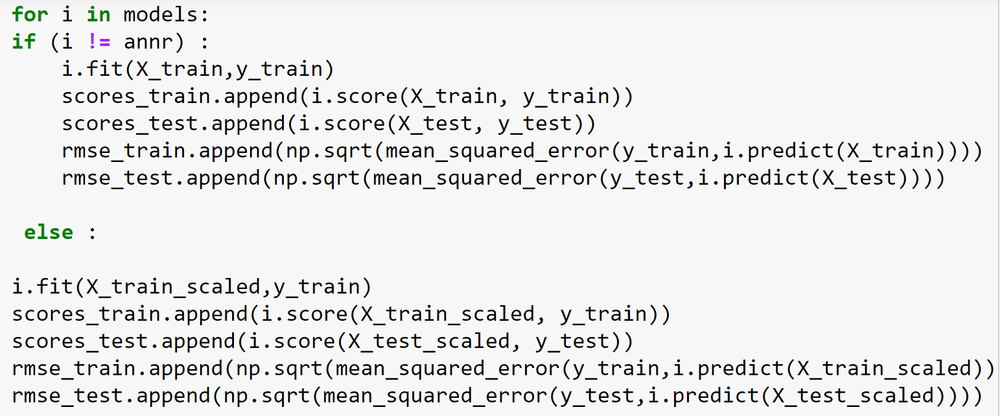 for i in models:
if (i != annr) :
    i.fit(X_train,y_train)
    scores_train.append(i.score(X_train, y_train))
    scores_test.append(i.score(X_test, y_test))
    rmse_train.append(np.sqrt(mean_squared_error(y_train,i.predict(X_train))))
    rmse_test.append(np.sqrt(mean_squared_error(y_test,i.predict(X_test))))
 else :
i.fit(X_train_scaled,y_train)
scores_train.append(i.score(X_train_scaled, y_train))
scores_test.append(i.score(X_test_scaled, y_test))
rmse_train.append(np.sqrt(mean_squared_error(y_train,i.predict(X_train_scaled))
rmse_test.append(np.sqrt(mean_squared_error(y_test,i.predict(X_test_scaled))))